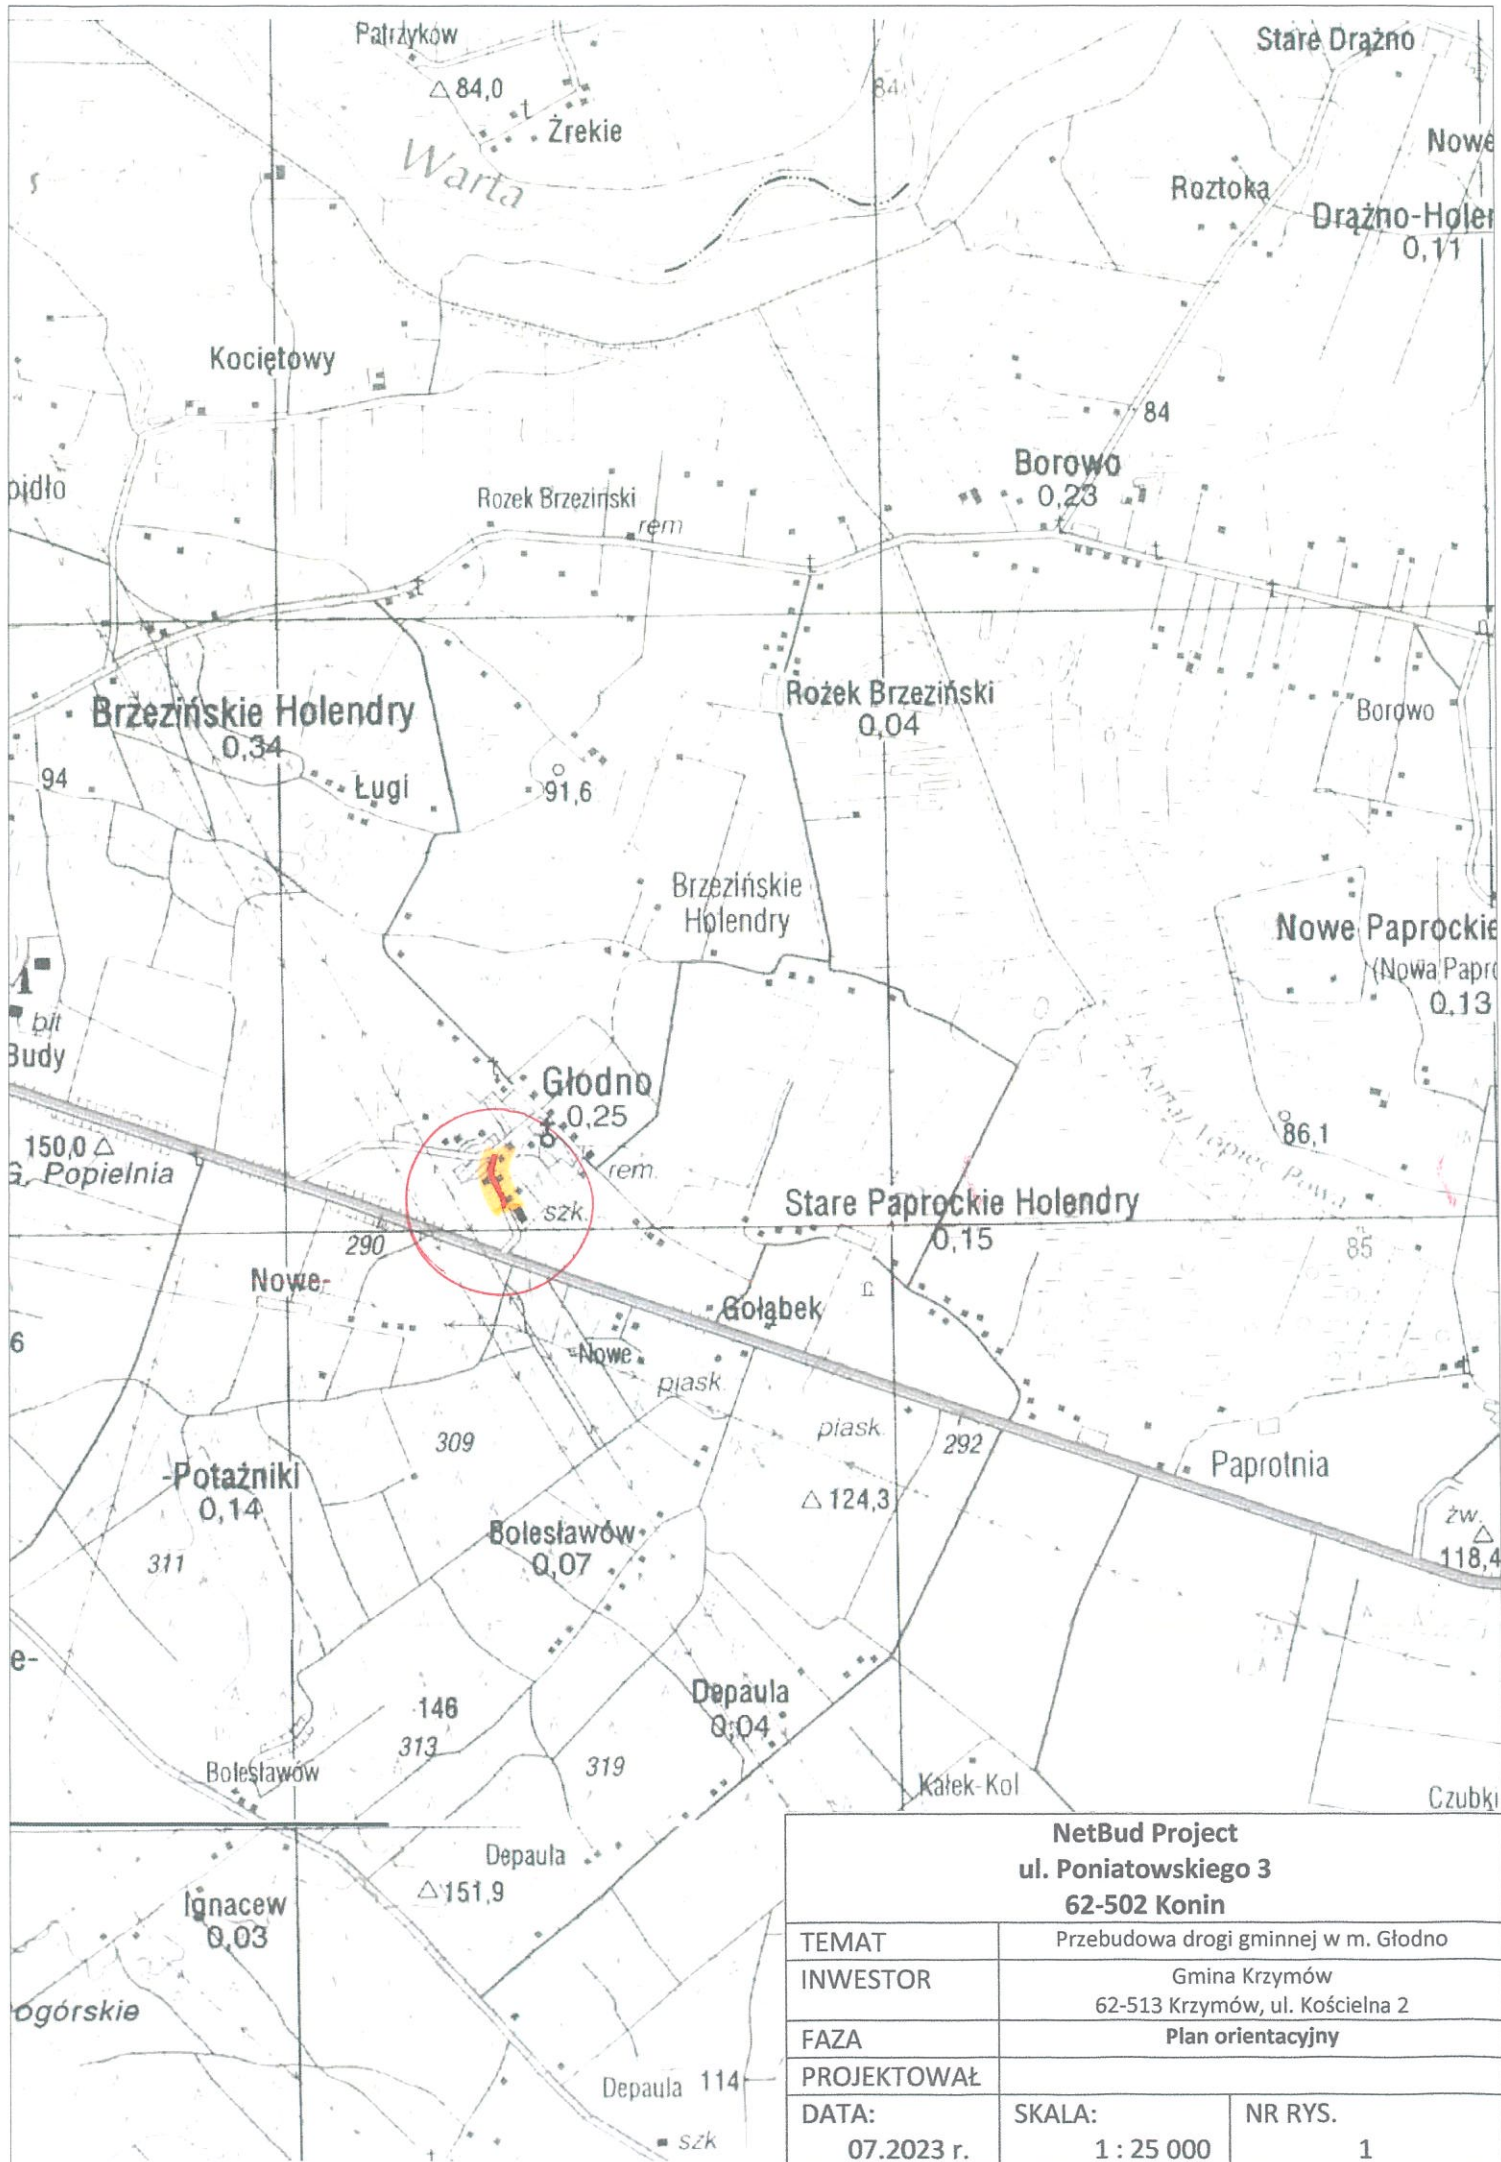 Patrzyków
84,0
Żrekie
Warta
84
Stare Drążno
Roztoka
Drążno-Holen
0,11
Kociętowy
84
Borowo
0,23
Rozek Brzeziński
rem
Brzezińskie Holendry
0,34
94
Ługi
91,6
Rożek Brzeziński
0,04
Borowo
Brzezińskie
Holendry
Nowe Paprockie
(Nowa Papro
0,13
bit
Budy
Głodno
0,25
150,0
G. Popielnia
rem.
szk.
86,1
Stare Paprockie Holendry
0,15
85
290
Nowe-
Gołąbek
-Nowe
piask.
piask.
309
292
Paprotnia
-Potażniki
0,14
124,3
żw.
118,4
311
Bolesławów
0,07
146
313
319
Depaula
0,04
Bolesławów
Kałek-Kol
Czubki
Depaula
151,9
Ignacew
0,03
ogórskie
Depaula
114
szk
NetBud Project
ul. Poniatowskiego 3
62-502 Konin
TEMAT Przebudowa drogi gminnej w m. Głodno
INWESTOR Gmina Krzymów
62-513 Krzymów, ul. Kościelna 2
FAZA Plan orientacyjny
PROJEKTOWAŁ
DATA: SKALA: NR RYS.
07.2023 r. 1 : 25 000 1